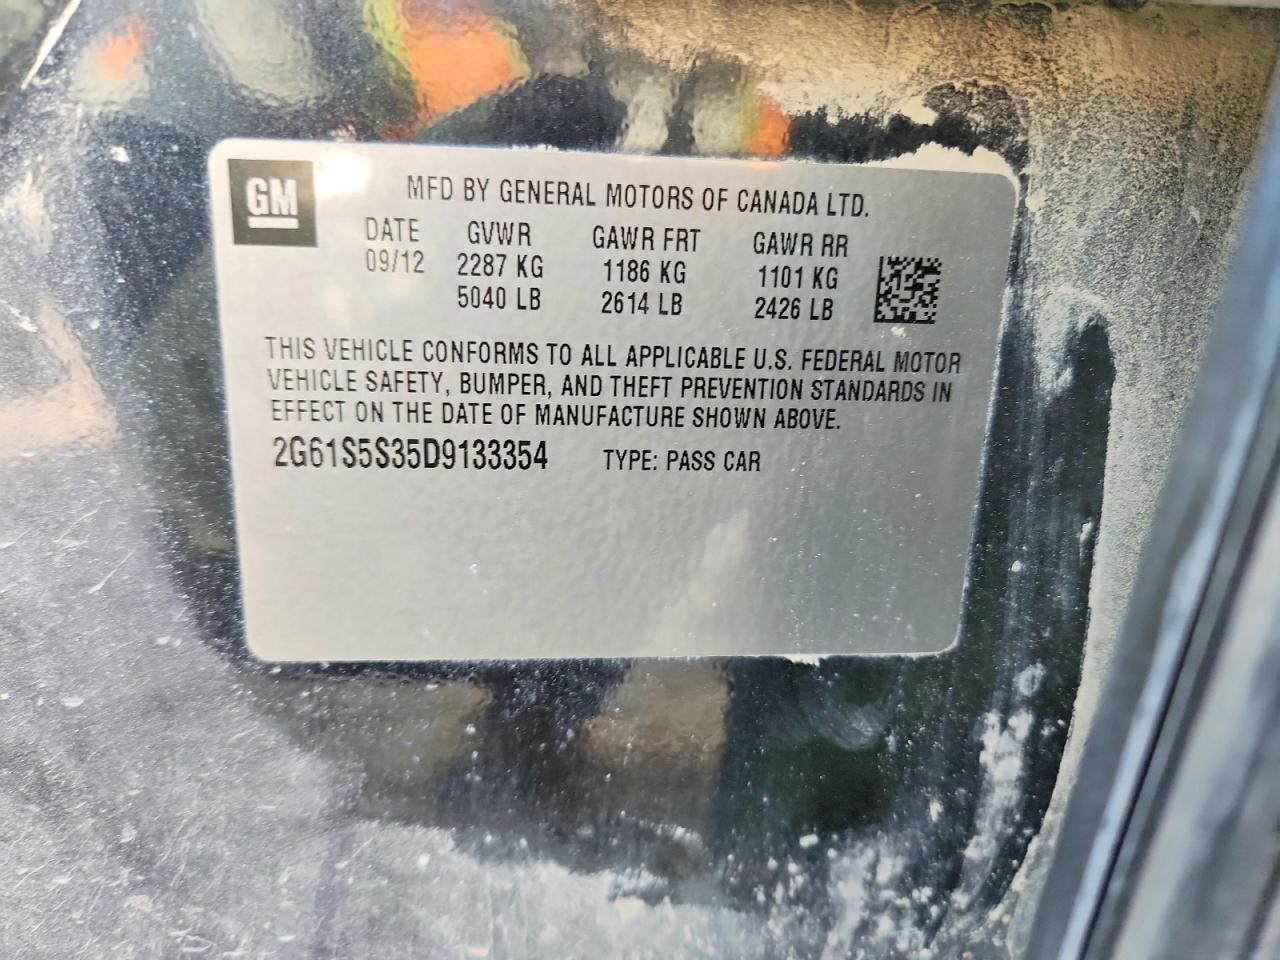 GM
MFD BY GENERAL MOTORS OF CANADA LTD.
DATE GVWR GAWR FRT GAWR RR
09/12 2287 KG 1186 KG 1101 KG
5040 LB 2614 LB 2426 LB
THIS VEHICLE CONFORMS TO ALL APPLICABLE U.S. FEDERAL MOTOR
VEHICLE SAFETY, BUMPER, AND THEFT PREVENTION STANDARDS IN
EFFECT ON THE DATE OF MANUFACTURE SHOWN ABOVE.
2G61S5S35D9133354 TYPE: PASS CAR